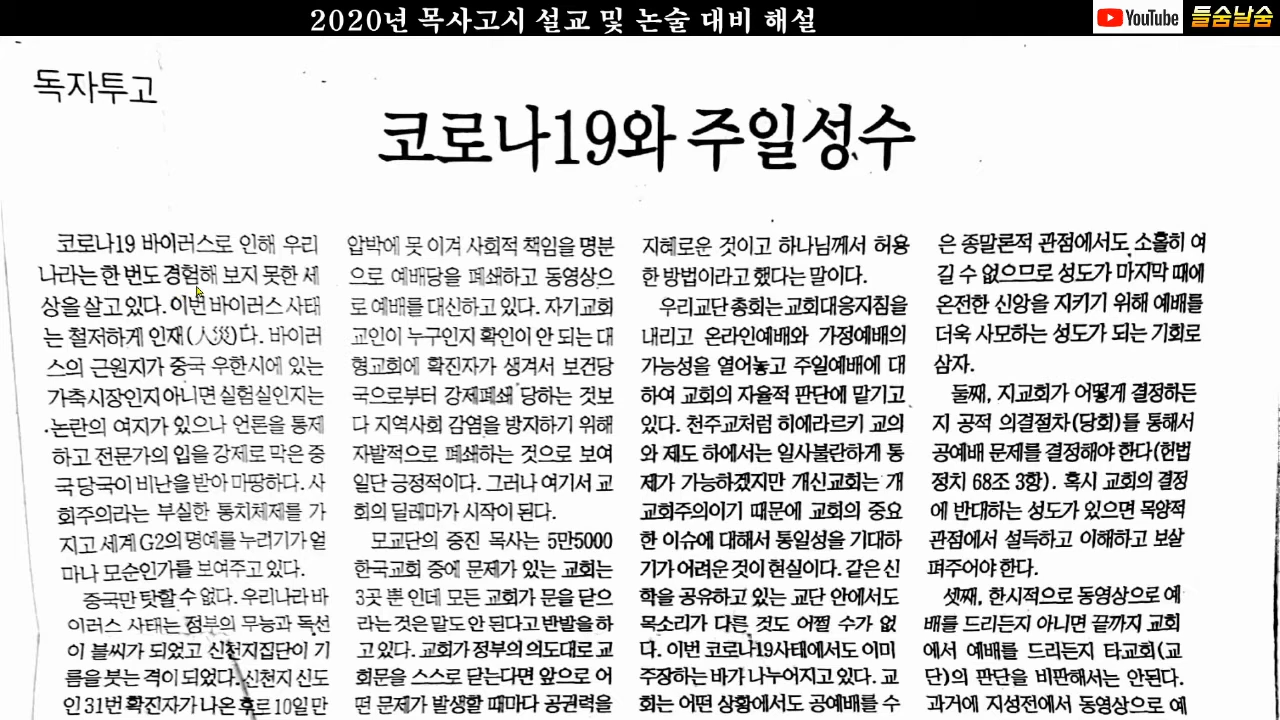 2020년 목사고시 설교 및 논술 대비 해설
YouTube
들숨날숨
독자투고
코로나19와 주일성수
코로나19 바이러스로 인해 우리
나라는 한 번도 경험해 보지 못한 세
상을 살고 있다. 이번 바이러스 사태
는 철저하게 인재(人災)다. 바이러
스의 근원지가 중국 우한시에 있는
가축시장인지 아니면 실험실인지는
논란의 여지가 있으나 언론을 통제
하고 전문가의 입을 강제로 막은 중
국 당국이 비난을 받아 마땅하다. 사
회주의라는 부실한 통치체제를 가
지고 세계 G2의 명예를 누리기가 얼
마나 모순인가를 보여주고 있다.
중국만 탓할 수 없다. 우리나라 바
이러스 사태는 정부의 무능과 독선
이 불씨가 되었고 신천지집단이 기
름을 붓는 격이 되었다. 신천지 신도
인 31번 확진자가 나온 후로 10일 만
압박에 못 이겨 사회적 책임을 명분
으로 예배당을 폐쇄하고 동영상으
로 예배를 대신하고 있다. 자기교회
교인이 누구인지 확인이 안 되는 대
형교회에 확진자가 생겨서 보건당
국으로부터 강제폐쇄 당하는 것보
다 지역사회 감염을 방지하기 위해
자발적으로 폐쇄하는 것으로 보여
일단 긍정적이다. 그러나 여기서 교
회의 딜레마가 시작이 된다.
모교단의 증진 목사는 5만5000
한국교회 중에 문제가 있는 교회는
3곳 뿐 인데 모든 교회가 문을 닫으
라는 것은 말도 안 된다고 반발을 하
고 있다. 교회가 정부의 의도대로 교
회문을 스스로 닫는다면 앞으로 어
떤 문제가 발생할 때마다 공권력을
지혜로운 것이고 하나님께서 허용
한 방법이라고 했다는 말이다.
우리교단 총회는 교회대응지침을
내리고 온라인예배와 가정예배의
가능성을 열어놓고 주일예배에 대
하여 교회의 자율적 판단에 맡기고
있다. 천주교처럼 히에라르키 교의
와 제도 하에서는 일사불란하게 통
제가 가능하겠지만 개신교회는 개
교회주의이기 때문에 교회의 중요
한 이슈에 대해서 통일성을 기대하
기가 어려운 것이 현실이다. 같은 신
학을 공유하고 있는 교단 안에서도
목소리가 다른 것도 어쩔 수가 없
다. 이번 코로나19사태에서도 이미
주장하는 바가 나누어지고 있다. 교
회는 어떤 상황에서도 공예배를 수
은 종말론적 관점에서도 소홀히 여
길 수 없으므로 성도가 마지막 때에
온전한 신앙을 지키기 위해 예배를
더욱 사모하는 성도가 되는 기회로
삼자.
둘째, 지교회가 어떻게 결정하든
지 공적 의결절차(당회)를 통해서
공예배 문제를 결정해야 한다(헌법
정치 68조 3항). 혹시 교회의 결정
에 반대하는 성도가 있으면 목양적
관점에서 설득하고 이해하고 보살
펴주어야 한다.
셋째, 한시적으로 동영상으로 예
배를 드리든지 아니면 끝까지 교회
에서 예배를 드리든지 타교회(교
단)의 판단을 비판해서는 안된다.
과거에 지성전에서 동영상으로 예